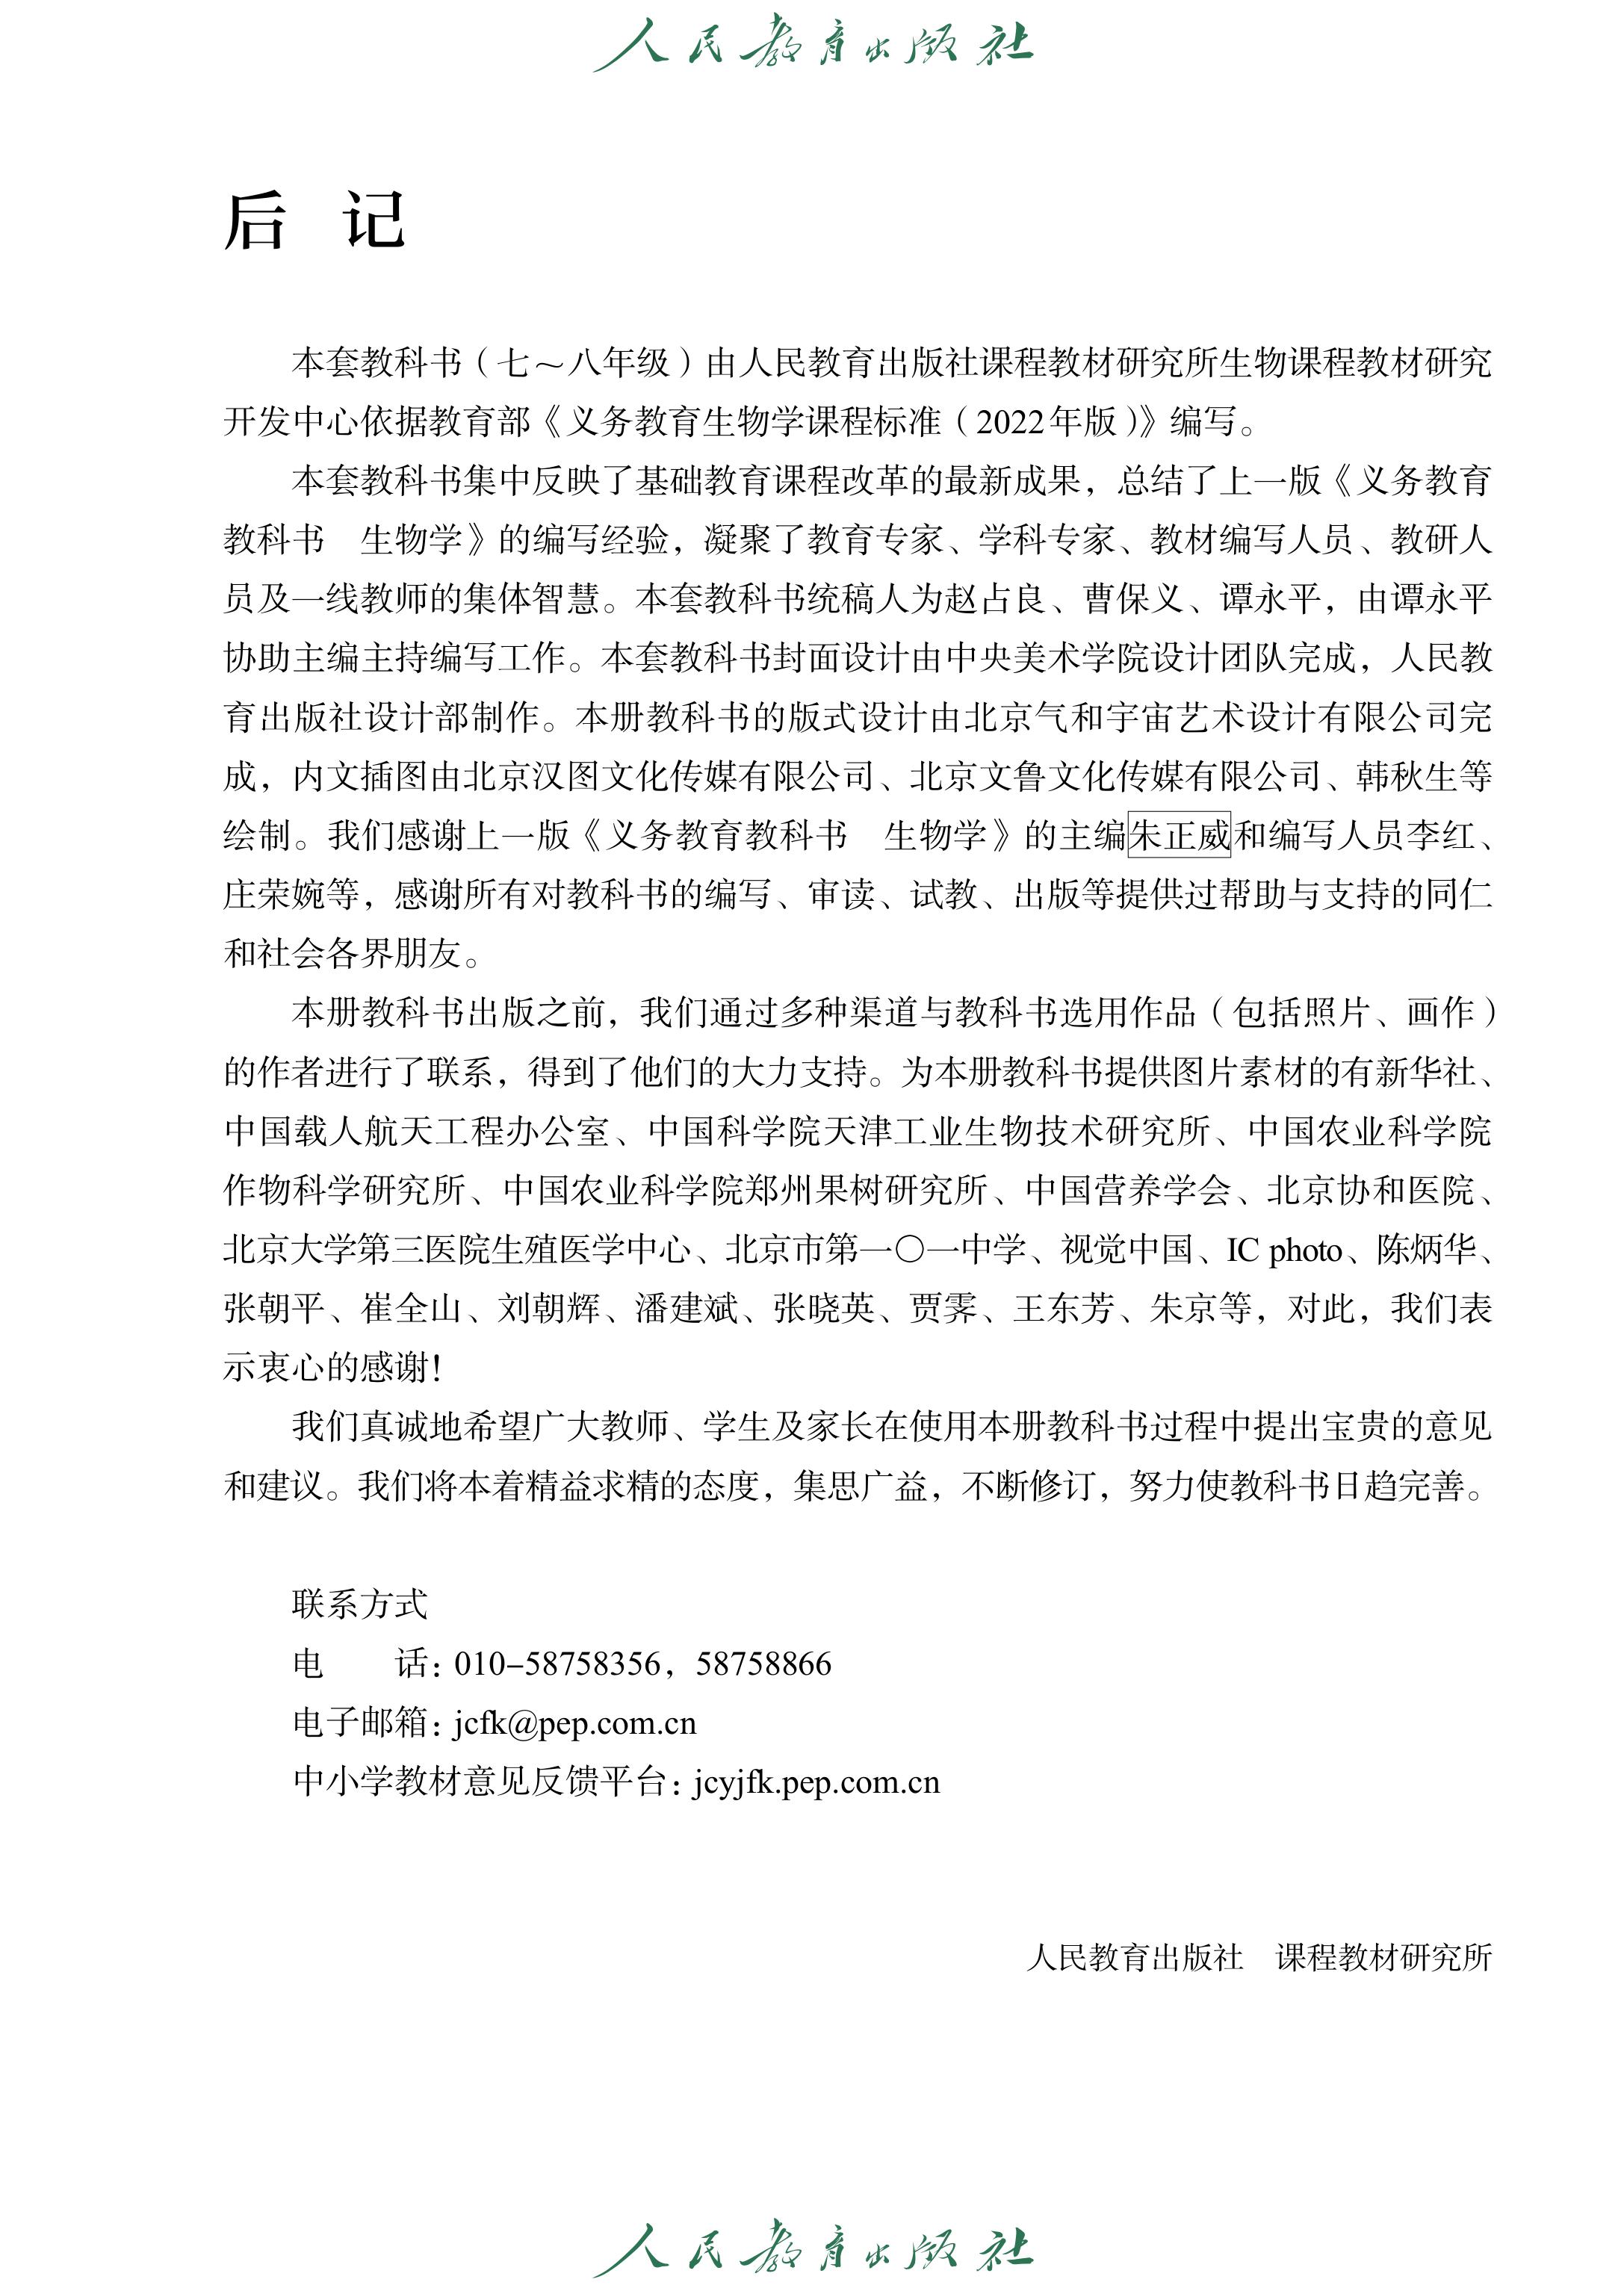 人民教育出版社
后 记
本套教科书（七～八年级）由人民教育出版社课程教材研究所生物课程教材研究
开发中心依据教育部《义务教育生物学课程标准（2022年版）》编写。
本套教科书集中反映了基础教育课程改革的最新成果，总结了上一版《义务教育
教科书 生物学》的编写经验，凝聚了教育专家、学科专家、教材编写人员、教研人
员及一线教师的集体智慧。本套教科书统稿人为赵占良、曹保义、谭永平，由谭永平
协助主编主持编写工作。本套教科书封面设计由中央美术学院设计团队完成，人民教
育出版社设计部制作。本册教科书的版式设计由北京气和宇宙艺术设计有限公司完
成，内文插图由北京汉图文化传媒有限公司、北京文鲁文化传媒有限公司、韩秋生等
绘制。我们感谢上一版《义务教育教科书 生物学》的主编朱正威和编写人员李红、
庄荣婉等，感谢所有对教科书的编写、审读、试教、出版等提供过帮助与支持的同仁
和社会各界朋友。
本册教科书出版之前，我们通过多种渠道与教科书选用作品（包括照片、画作）
的作者进行了联系，得到了他们的大力支持。为本册教科书提供图片素材的有新华社、
中国载人航天工程办公室、中国科学院天津工业生物技术研究所、中国农业科学院
作物科学研究所、中国农业科学院郑州果树研究所、中国营养学会、北京协和医院、
北京大学第三医院生殖医学中心、北京市第一〇一中学、视觉中国、IC photo、陈炳华、
张朝平、崔全山、刘朝辉、潘建斌、张晓英、贾霁、王东芳、朱京等，对此，我们表
示衷心的感谢！
我们真诚地希望广大教师、学生及家长在使用本册教科书过程中提出宝贵的意见
和建议。我们将本着精益求精的态度，集思广益，不断修订，努力使教科书日趋完善。
联系方式
电 话：010-58758356，58758866
电子邮箱：jcfk@pep.com.cn
中小学教材意见反馈平台：jcyjfk.pep.com.cn
人民教育出版社 课程教材研究所
人民教育出版社